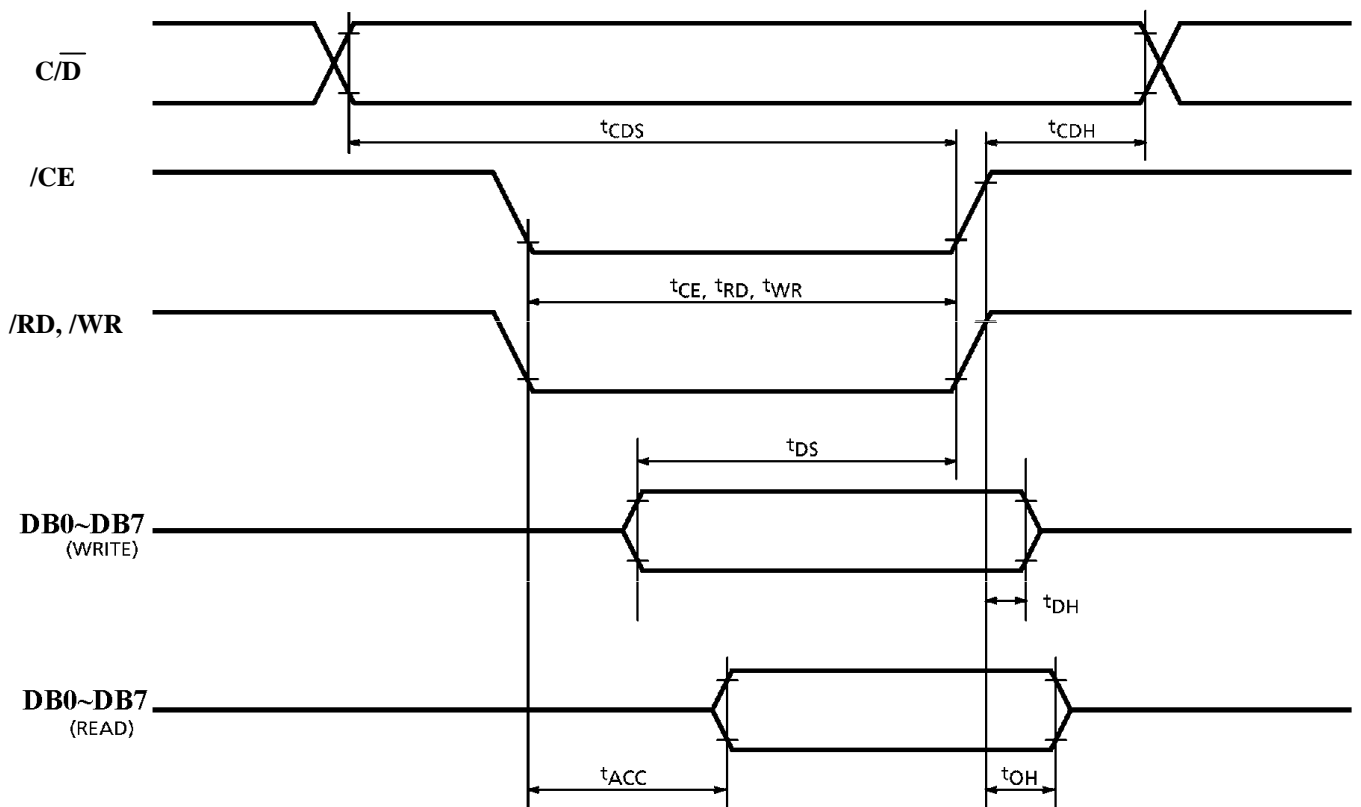 C/D̅
tCDS
tCDH
/CE
tCE, tRD, tWR
/RD, /WR
tDS
DB0~DB7
(WRITE)
tDH
DB0~DB7
(READ)
tACC
tOH